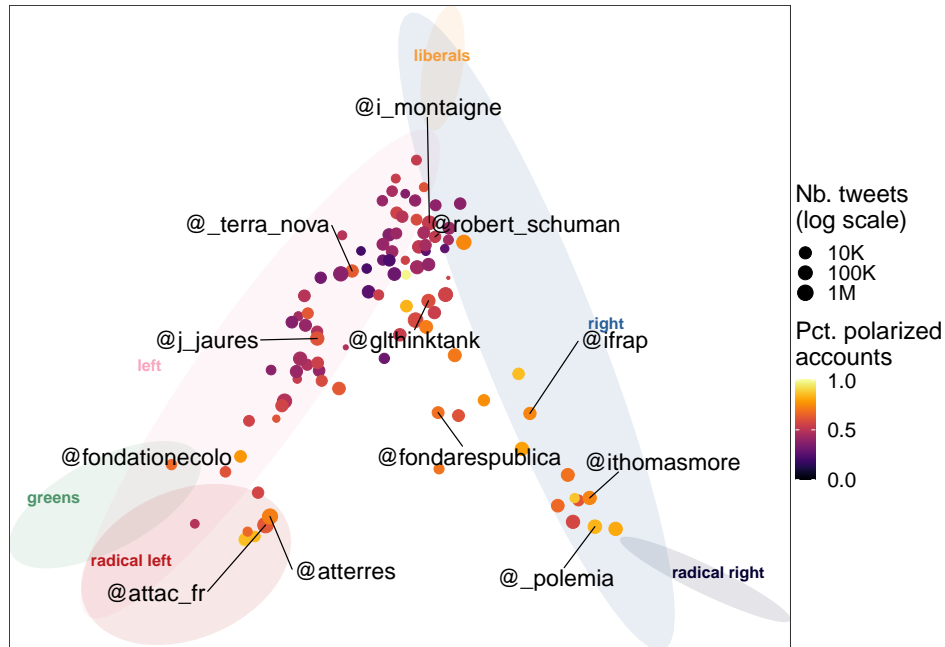 liberals
@i_montaigne
@_terra_nova
@robert_schuman
@j_jaures
@glthinktank
right
@ifrap
left
@fondationecolo
@fondarespublica
@ithomasmore
greens
radical left
@atterres
@attac_fr
@_polemia
radical right
Nb. tweets
(log scale)
10K
100K
1M
Pct. polarized
accounts
1.0
0.5
0.0